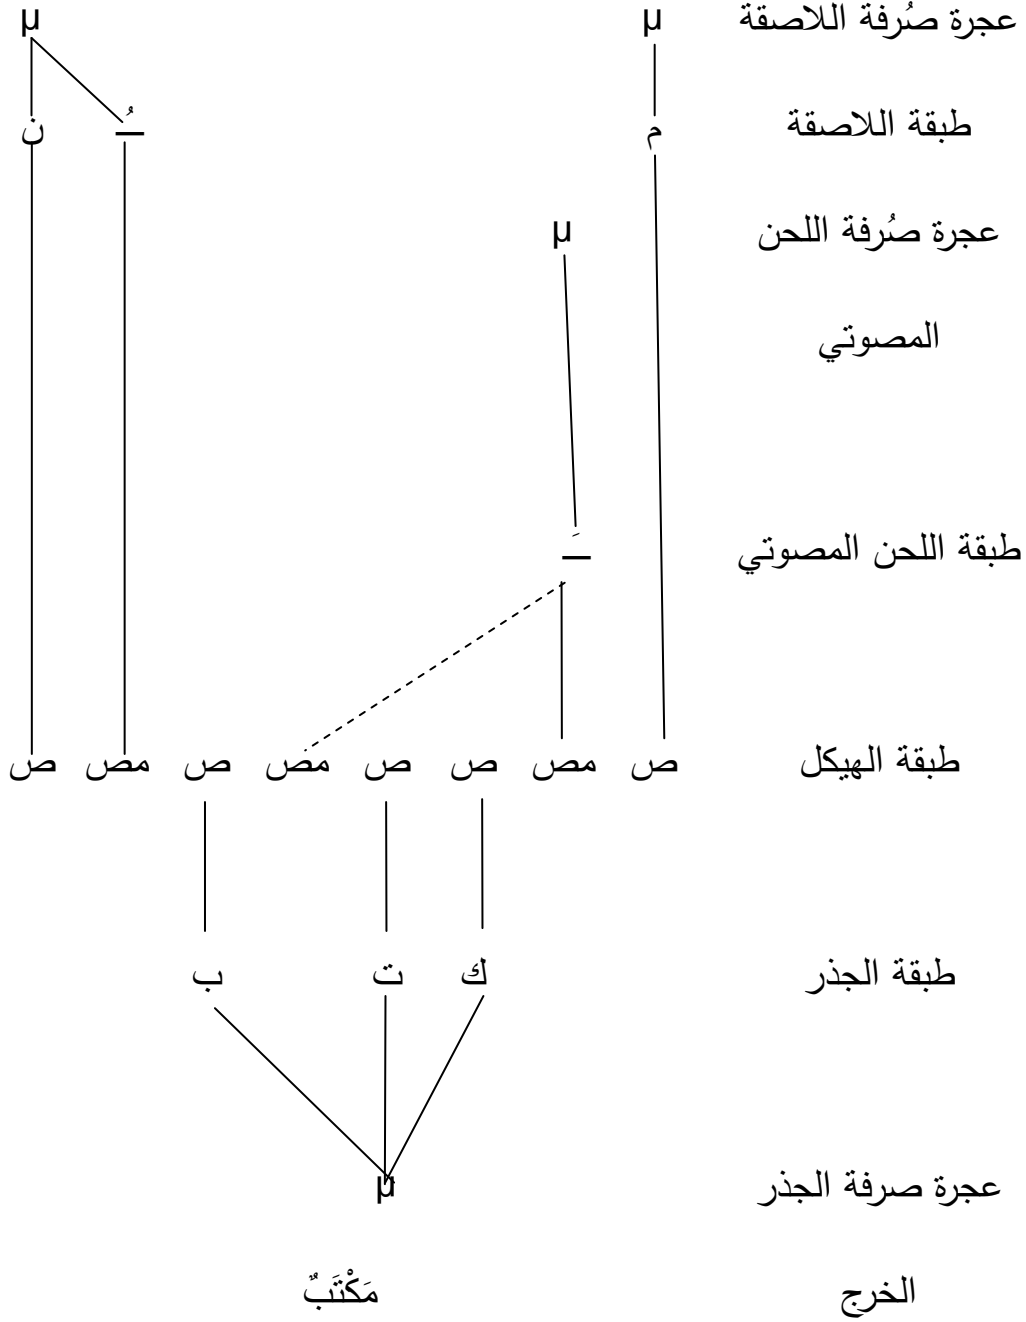 عجرة صُرفة اللاصقة µ µ
طبقة اللاصقة م ـُ ن
عجرة صُرفة اللحن µ
المصوتي
طبقة اللحن المصوتي ـَ
طبقة الهيكل ص مص ص ص مص ص مص ص
طبقة الجذر ك ت ب
عجرة صرفة الجذر µ
الخرج مَكْتَبٌ